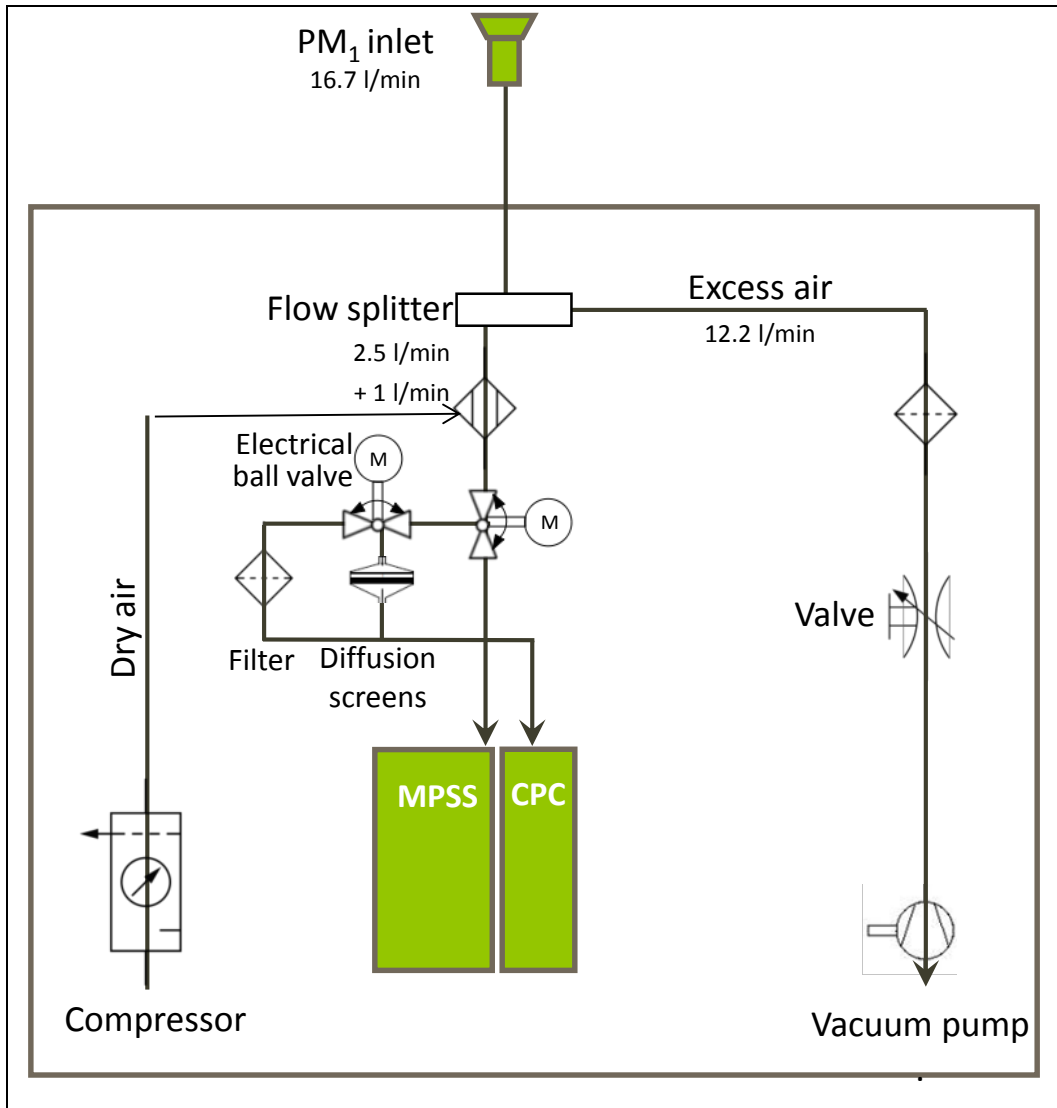 PM₁ inlet
16.7 l/min
Flow splitter
Excess air
2.5 l/min
12.2 l/min
+ 1 l/min
Electrical
ball valve
M
M
Dry air
Valve
Filter
Diffusion
screens
MPSS
CPC
Compressor
Vacuum pump